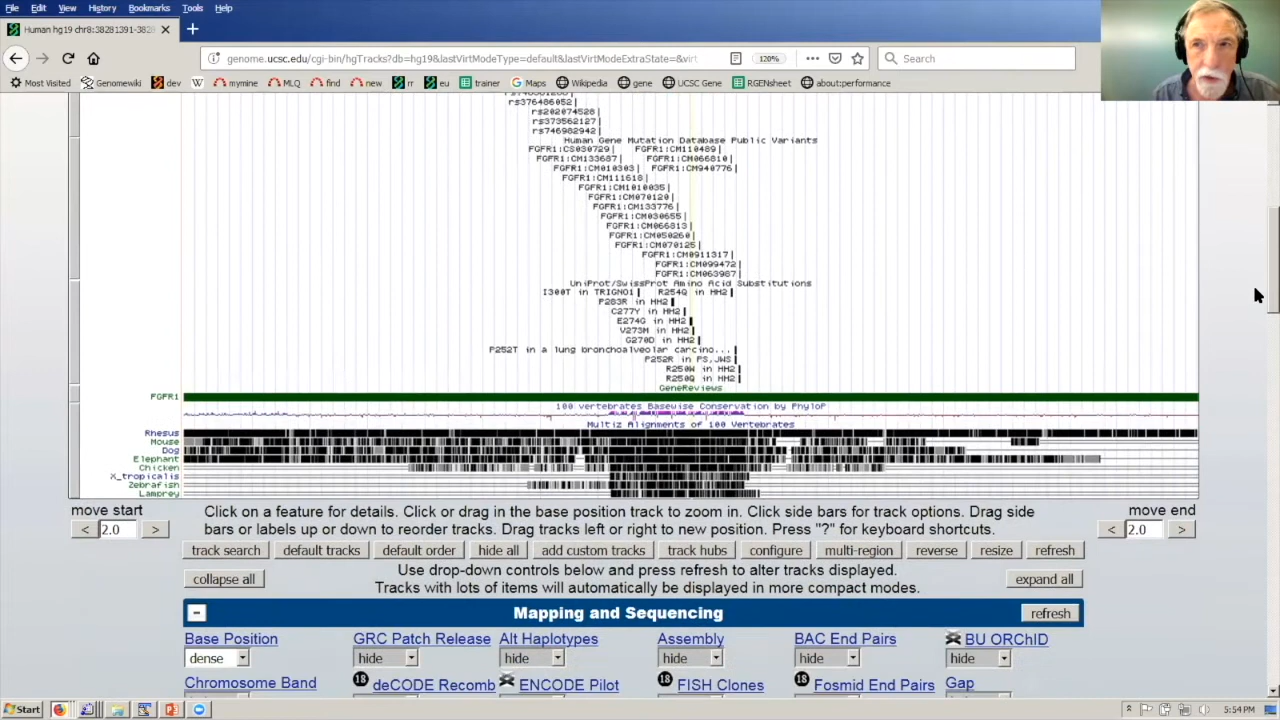 File Edit View History Bookmarks Tools Help
Human hg19 chr8:38281391-382
genome.ucsc.edu/cgi-bin/hgTracks?db=hg19&lastVirtModeType=default&lastVirtModeExtraState=&virt 120% Search
Most Visited Genomewiki dev mymine MLQ find new rr eu trainer Maps Wikipedia gene UCSC Gene RGENsheet about:performance
rs376486052
rs202074528
rs373562127
rs746982942
Human Gene Mutation Database Public Variants
FGFR1:CS030729 FGFR1:CM110489
FGFR1:CM133687 FGFR1:CM066810
FGFR1:CM010303 FGFR1:CM940776
FGFR1:CM111618
FGFR1:CM1010035
FGFR1:CM070120
FGFR1:CM133776
FGFR1:CM030655
FGFR1:CM066813
FGFR1:CM050260
FGFR1:CM070125
FGFR1:CM0911317
FGFR1:CM099472
FGFR1:CM063987
UniProt/SwissProt Amino Acid Substitutions
I300T in TRIGNO1 R254Q in HH2
P283R in HH2
C277Y in HH2
E274G in HH2
V273M in HH2
G270D in HH2
P252T in a lung bronchoalveolar carcino...
P252R in PS,JWS
R250W in HH2
R250Q in HH2
GeneReviews
FGFR1
100 vertebrates Basewise Conservation by PhyloP
Multiz Alignments of 100 Vertebrates
Rhesus
Mouse
Dog
Elephant
Chicken
X_tropicalis
Zebrafish
Lamprey
move start Click on a feature for details. Click or drag in the base position track to zoom in. Click side bars for track options. Drag side move end
< 2.0 > bars or labels up or down to reorder tracks. Drag tracks left or right to new position. Press "?" for keyboard shortcuts. < 2.0 >
track search default tracks default order hide all add custom tracks track hubs configure multi-region reverse resize refresh
collapse all Use drop-down controls below and press refresh to alter tracks displayed. expand all
Tracks with lots of items will automatically be displayed in more compact modes.
- Mapping and Sequencing refresh
Base Position GRC Patch Release Alt Haplotypes Assembly BAC End Pairs BU ORChID
dense hide hide hide hide hide
Chromosome Band 18 deCODE Recomb ENCODE Pilot 18 FISH Clones 18 Fosmid End Pairs Gap
Start 5:54 PM